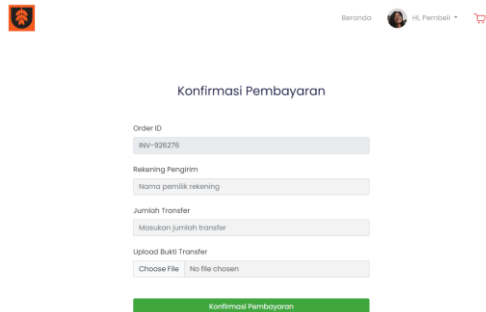 Beranda
Hi, Pembeli
Konfirmasi Pembayaran
Order ID
INV-926276
Rekening Pengirim
Nama pemilik rekening
Jumlah Transfer
Masukan jumlah transfer
Upload Bukti Transfer
Choose File No file chosen
Konfirmasi Pembayaran